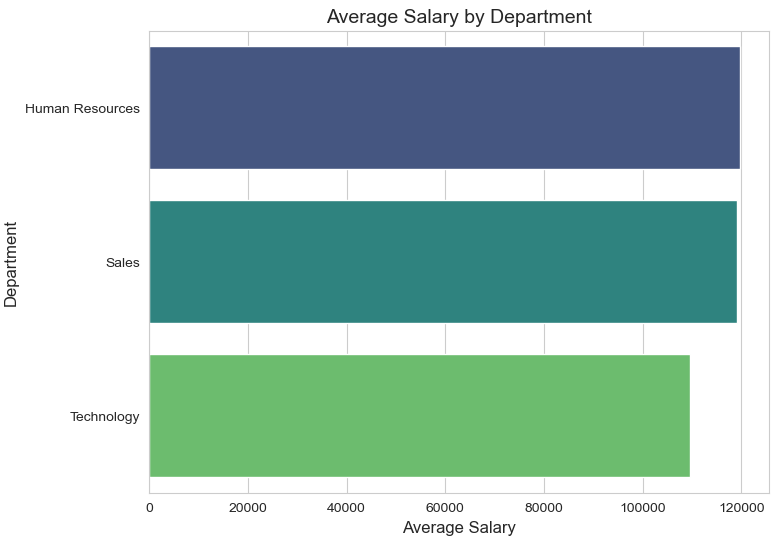 Average Salary by Department
Human Resources
Sales
Technology
Department
0 20000 40000 60000 80000 100000 120000
Average Salary